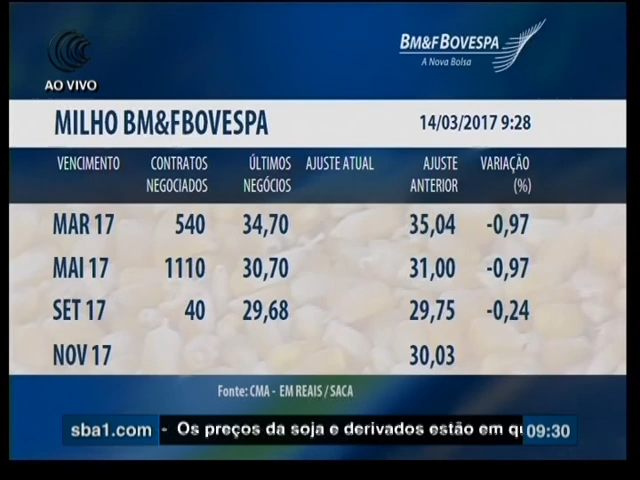 BM&FBOVESPA
A Nova Bolsa
AO VIVO
MILHO BM&FBOVESPA 14/03/2017 9:28
VENCIMENTO CONTRATOS NEGOCIADOS ÚLTIMOS NEGÓCIOS AJUSTE ATUAL AJUSTE ANTERIOR VARIAÇÃO (%)
MAR 17 540 34,70 35,04 -0,97
MAI 17 1110 30,70 31,00 -0,97
SET 17 40 29,68 29,75 -0,24
NOV 17 30,03
Fonte: CMA - EM REAIS / SACA
sba1.com - Os preços da soja e derivados estão em qu 09:30